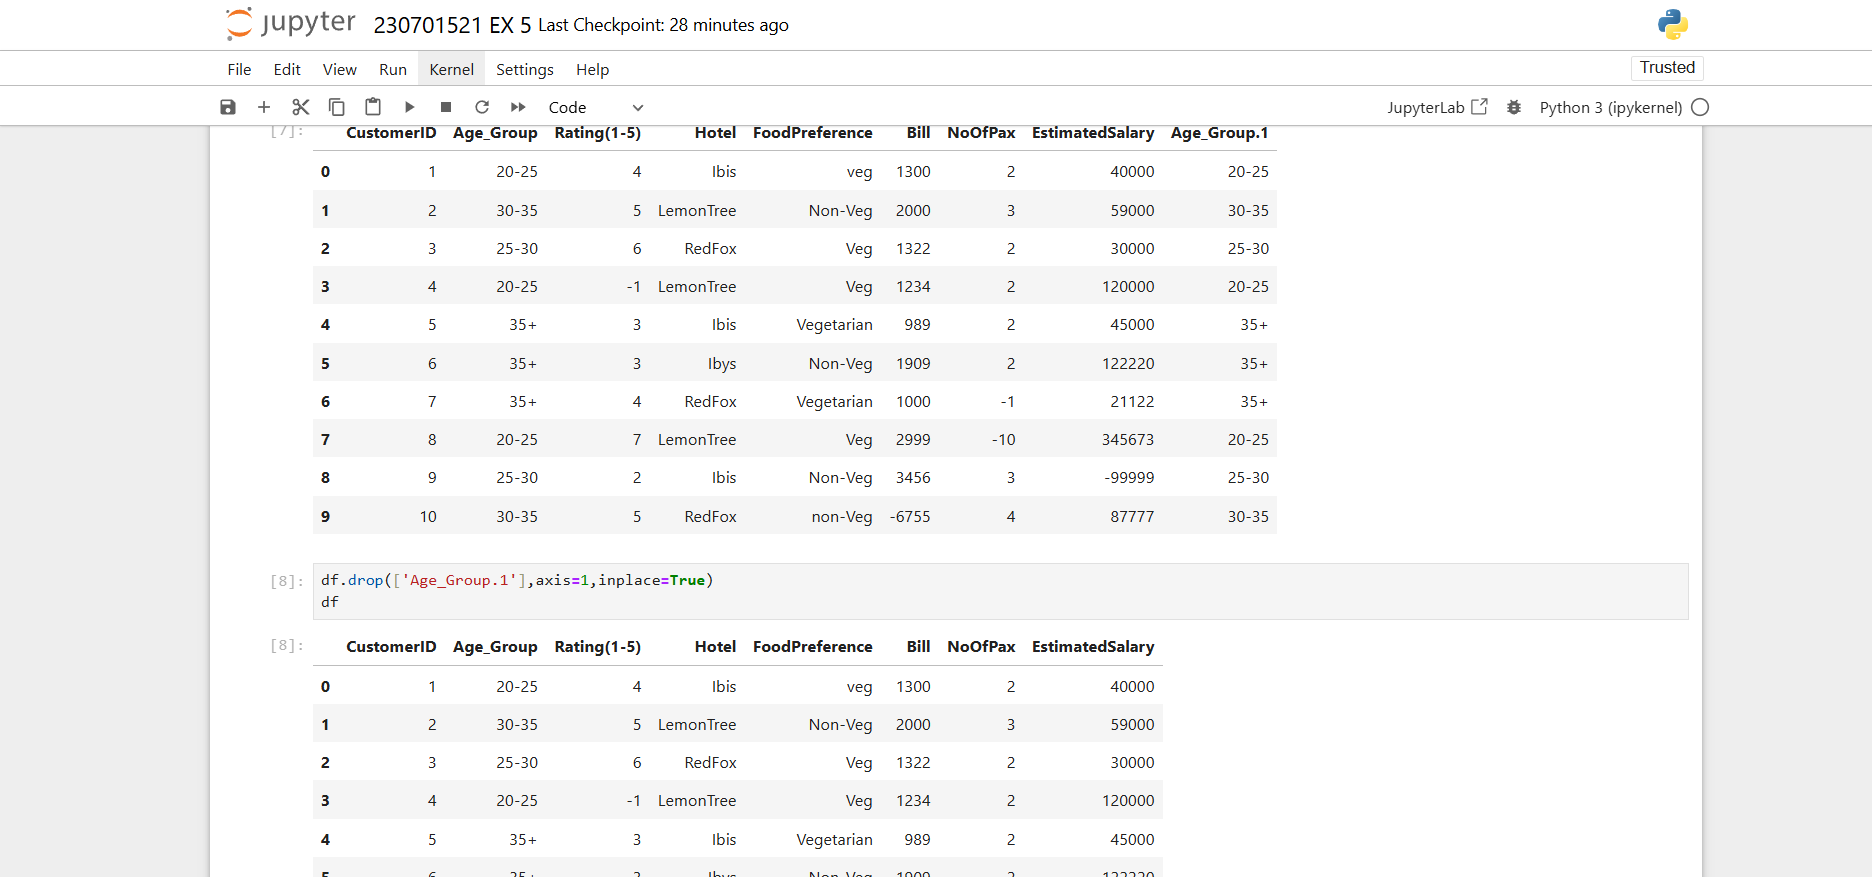 jupyter 230701521 EX 5 Last Checkpoint: 28 minutes ago
File Edit View Run Kernel Settings Help Trusted
Code JupyterLab Python 3 (ipykernel)
[7]: CustomerID Age_Group Rating(1-5) Hotel FoodPreference Bill NoOfPax EstimatedSalary Age_Group.1
0 1 20-25 4 Ibis veg 1300 2 40000 20-25
1 2 30-35 5 LemonTree Non-Veg 2000 3 59000 30-35
2 3 25-30 6 RedFox Veg 1322 2 30000 25-30
3 4 20-25 -1 LemonTree Veg 1234 2 120000 20-25
4 5 35+ 3 Ibis Vegetarian 989 2 45000 35+
5 6 35+ 3 Ibys Non-Veg 1909 2 122220 35+
6 7 35+ 4 RedFox Vegetarian 1000 -1 21122 35+
7 8 20-25 7 LemonTree Veg 2999 -10 345673 20-25
8 9 25-30 2 Ibis Non-Veg 3456 3 -99999 25-30
9 10 30-35 5 RedFox non-Veg -6755 4 87777 30-35
[8]: df.drop(['Age_Group.1'],axis=1,inplace=True)
df
[8]: CustomerID Age_Group Rating(1-5) Hotel FoodPreference Bill NoOfPax EstimatedSalary
0 1 20-25 4 Ibis veg 1300 2 40000
1 2 30-35 5 LemonTree Non-Veg 2000 3 59000
2 3 25-30 6 RedFox Veg 1322 2 30000
3 4 20-25 -1 LemonTree Veg 1234 2 120000
4 5 35+ 3 Ibis Vegetarian 989 2 45000
5 6 35+ 3 Ibys Non-Veg 1909 2 122220